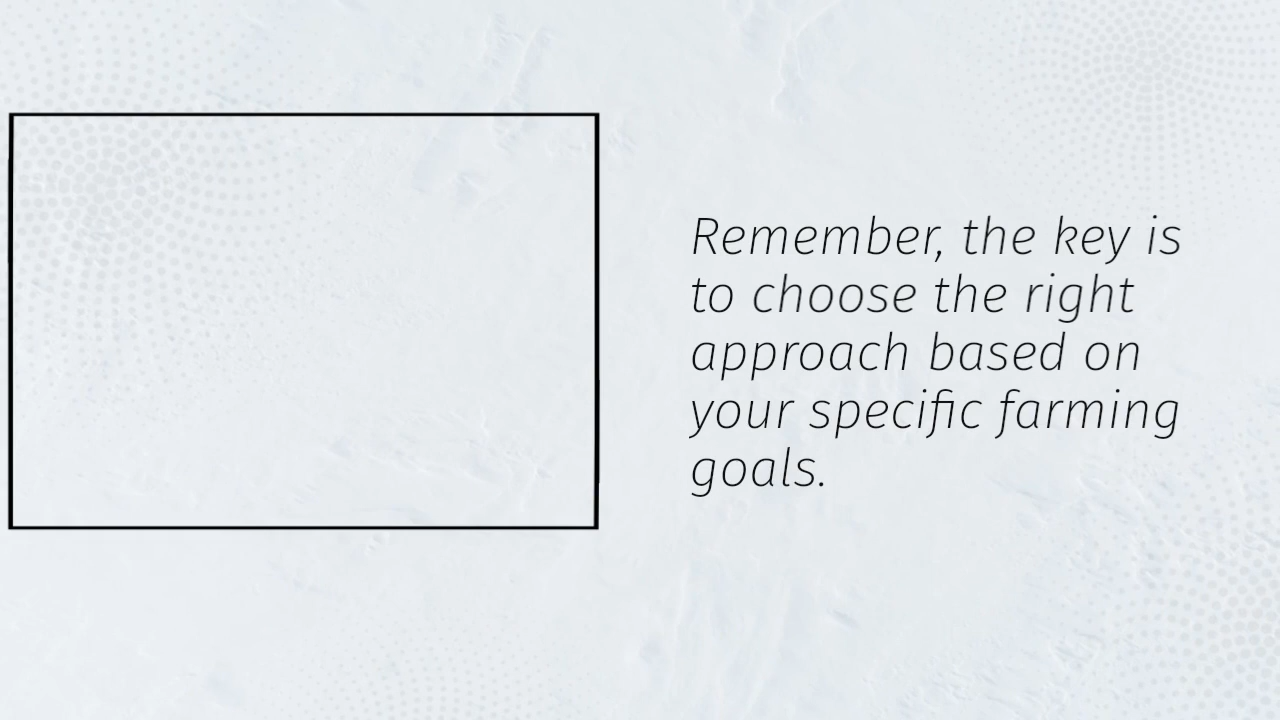 Remember, the key is
to choose the right
approach based on
your specific farming
goals.